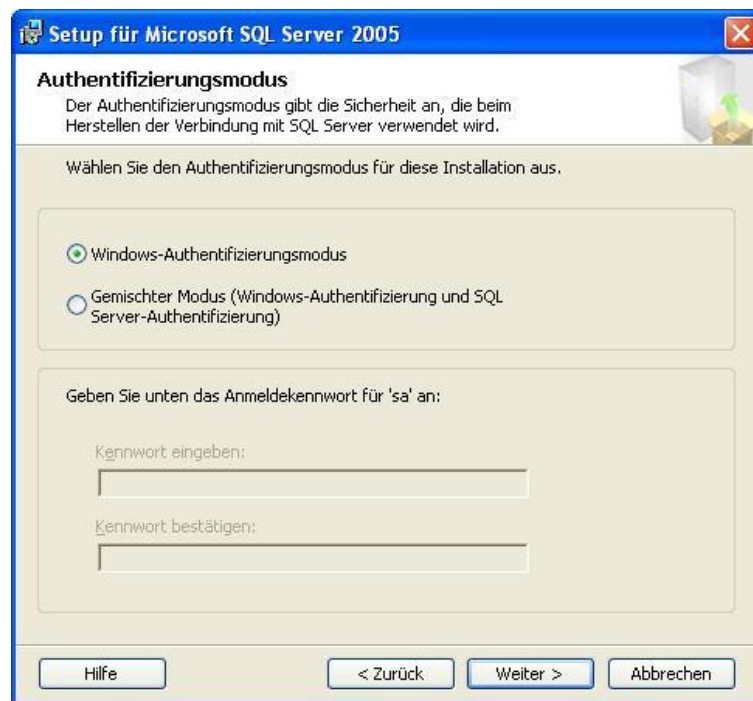 Setup für Microsoft SQL Server 2005
Authentifizierungsmodus
Der Authentifizierungsmodus gibt die Sicherheit an, die beim
Herstellen der Verbindung mit SQL Server verwendet wird.
Wählen Sie den Authentifizierungsmodus für diese Installation aus.
Windows-Authentifizierungsmodus
Gemischter Modus (Windows-Authentifizierung und SQL
Server-Authentifizierung)
Geben Sie unten das Anmeldekennwort für 'sa' an:
Kennwort eingeben:
Kennwort bestätigen:
Hilfe
< Zurück
Weiter >
Abbrechen